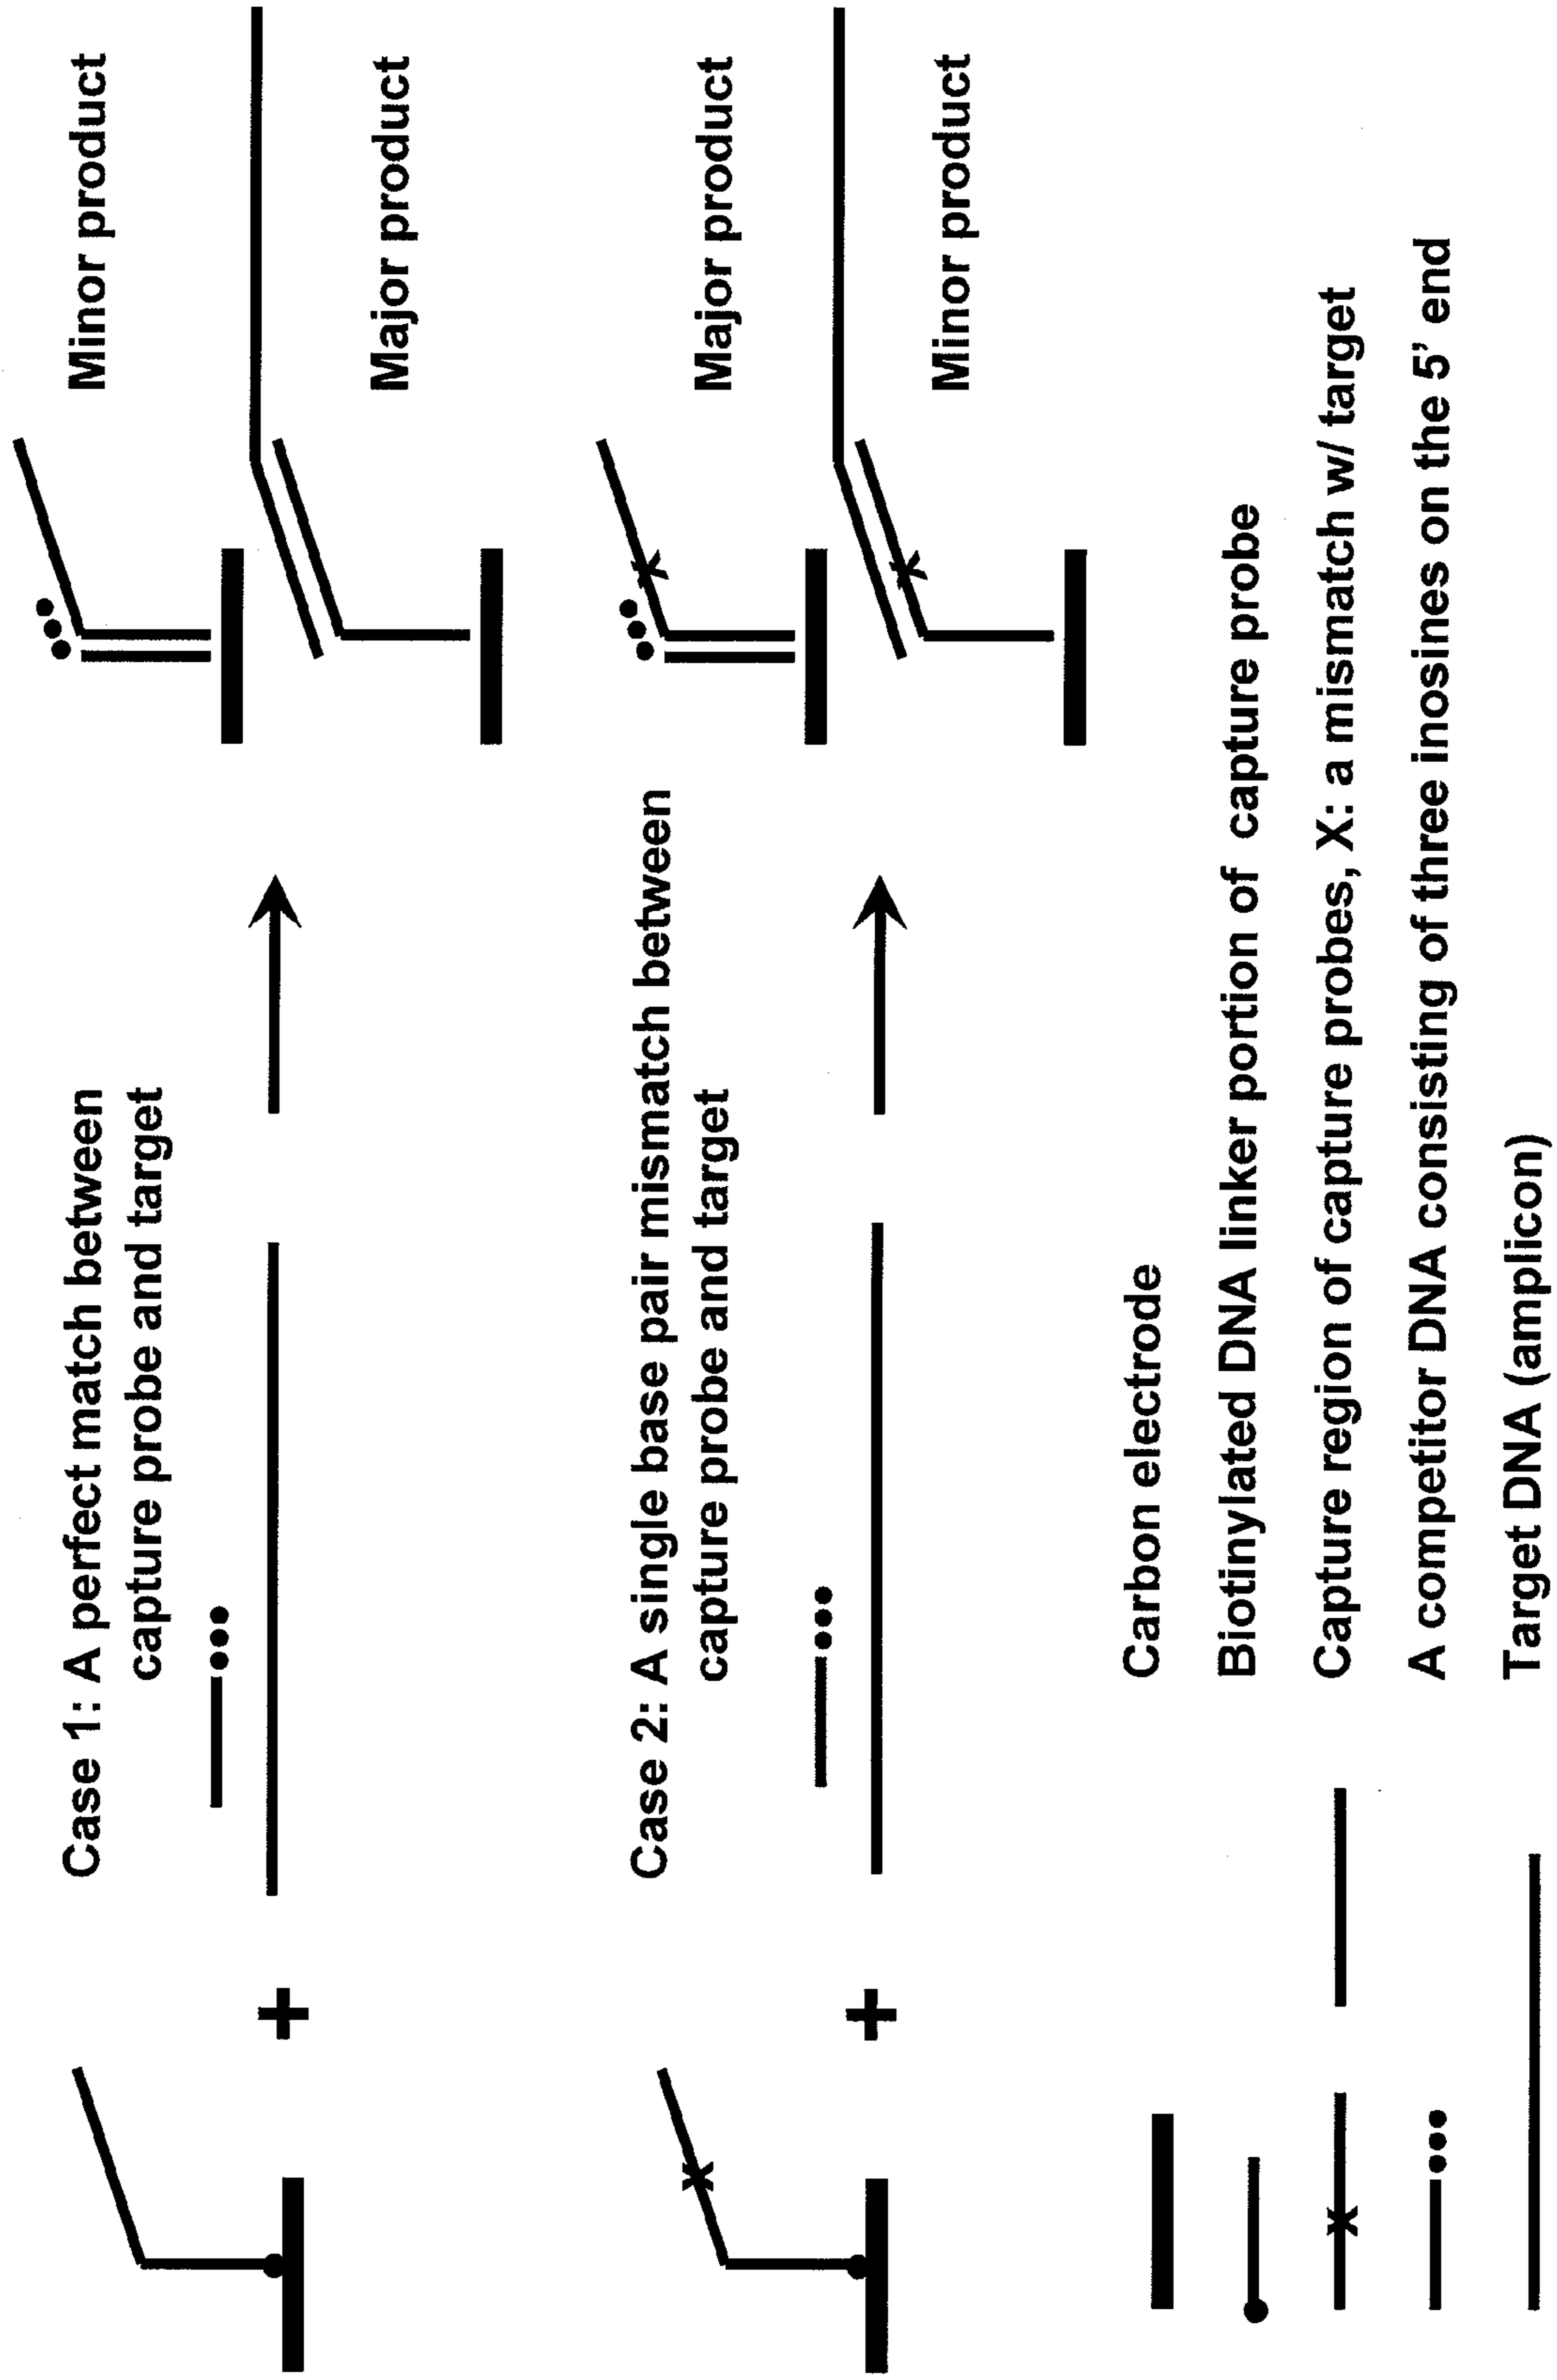 Case 1: A perfect match between
capture probe and target
+
Minor product
Major product
Case 2: A single base pair mismatch between
capture probe and target
+
Major product
Minor product
Carbon electrode
Biotinylated DNA linker portion of capture probe
Capture region of capture probes, X: a mismatch w/ target
A competitor DNA consisting of three inosines on the 5' end
Target DNA (amplicon)